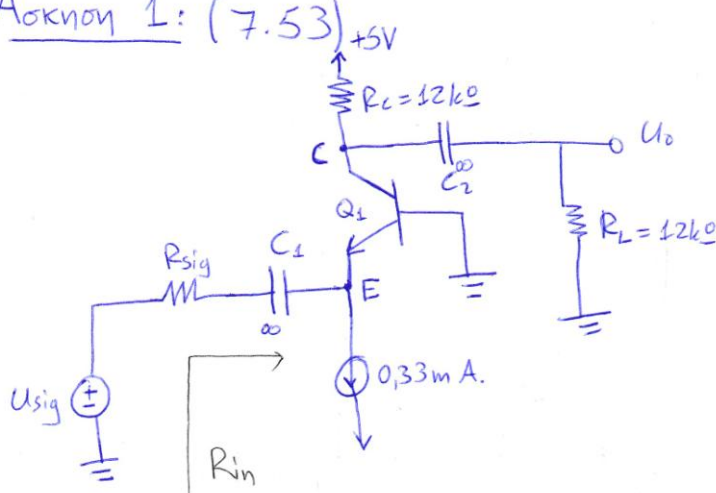 Άσκηση 1: (7.53)
+5V
Rc = 12kΩ
C
C2
∞
Uo
Q1
RL = 12kΩ
Rsig
C1
∞
E
Usig
±
0,33mA.
Rin